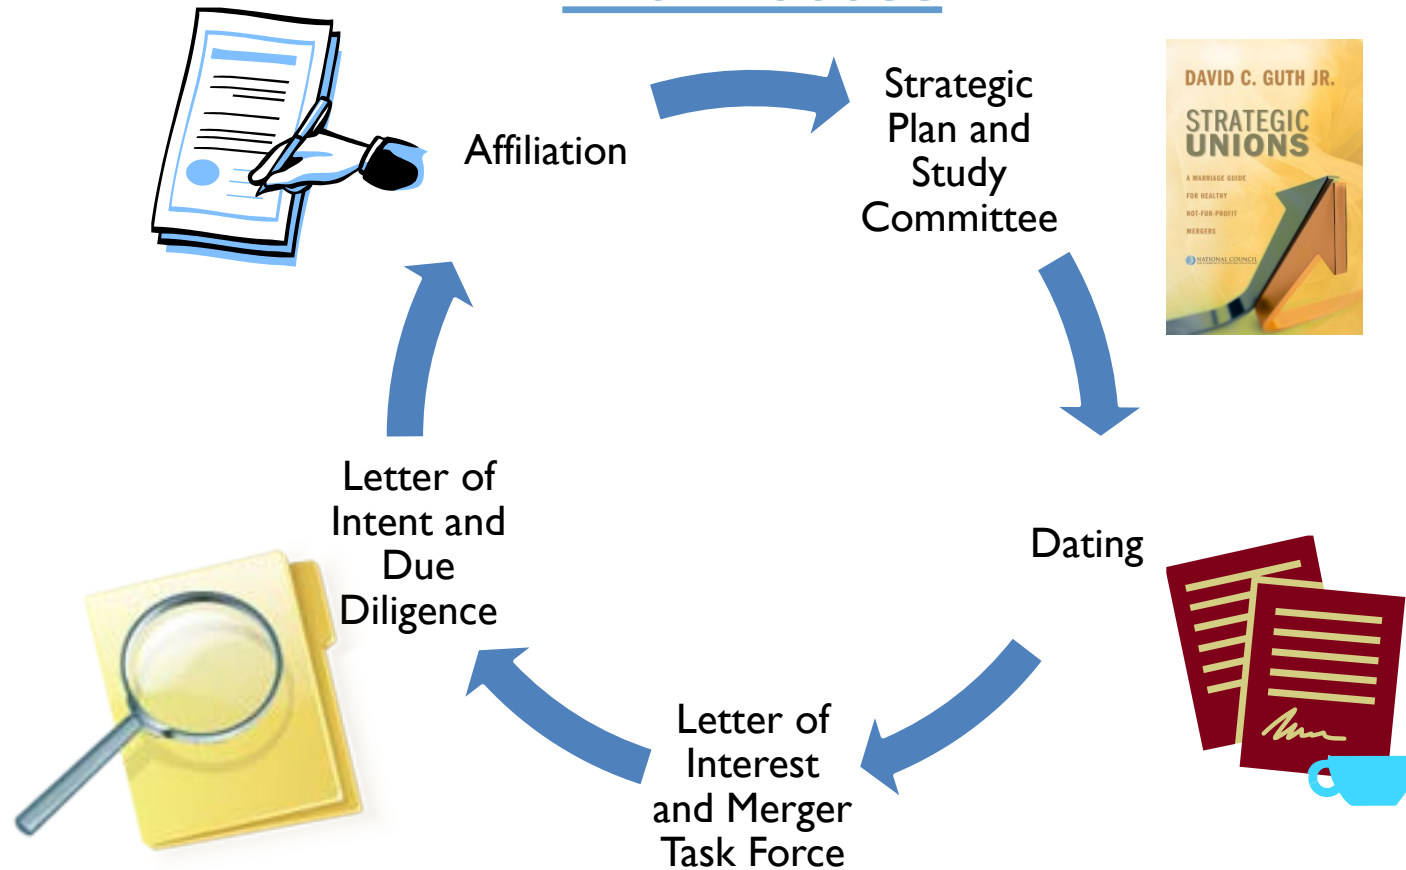 Affiliation
Strategic
Plan and
Study
Committee
DAVID C. GUTH JR.
STRATEGIC
UNIONS
A MARRIAGE GUIDE
FOR HEALTHY
NOT-FOR-PROFIT
MERGERS
NATIONAL COUNCIL
Dating
Letter of
Interest
and Merger
Task Force
Letter of
Intent and
Due
Diligence